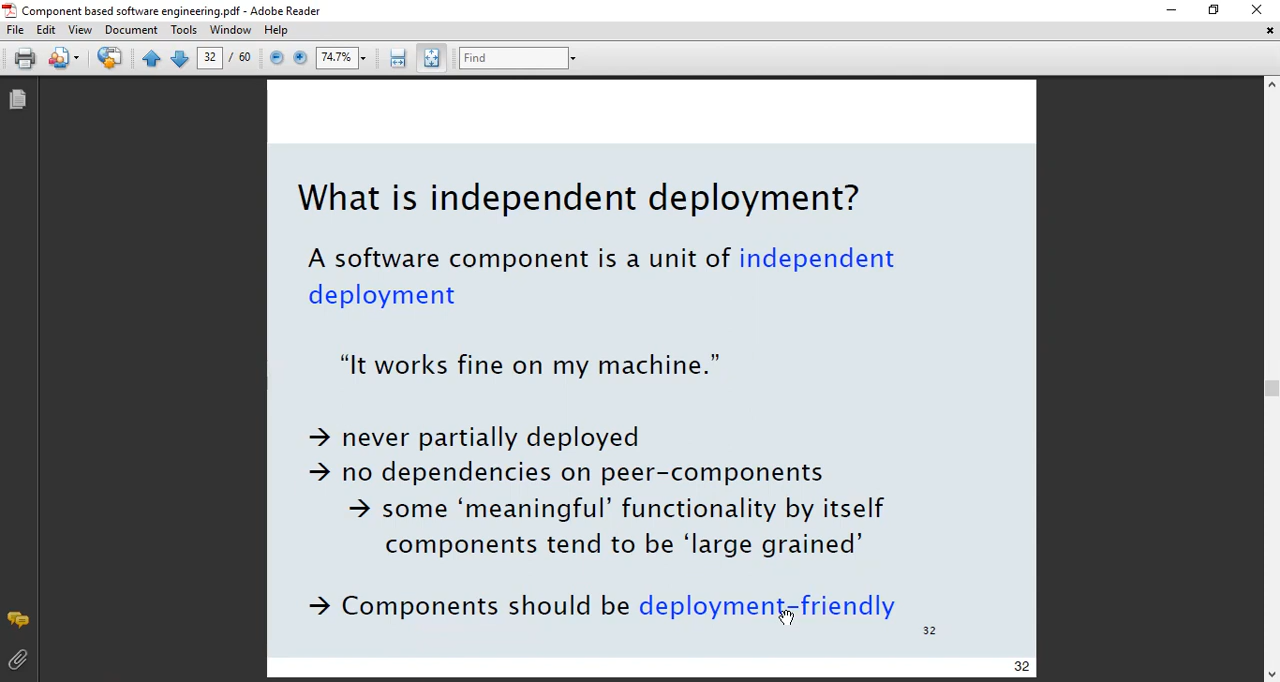 Component based software engineering.pdf - Adobe Reader
File Edit View Document Tools Window Help
32 / 60 74.7% Find
What is independent deployment?
A software component is a unit of independent
deployment
“It works fine on my machine.”
→ never partially deployed
→ no dependencies on peer-components
→ some ‘meaningful’ functionality by itself
components tend to be ‘large grained’
→ Components should be deployment-friendly
32
32